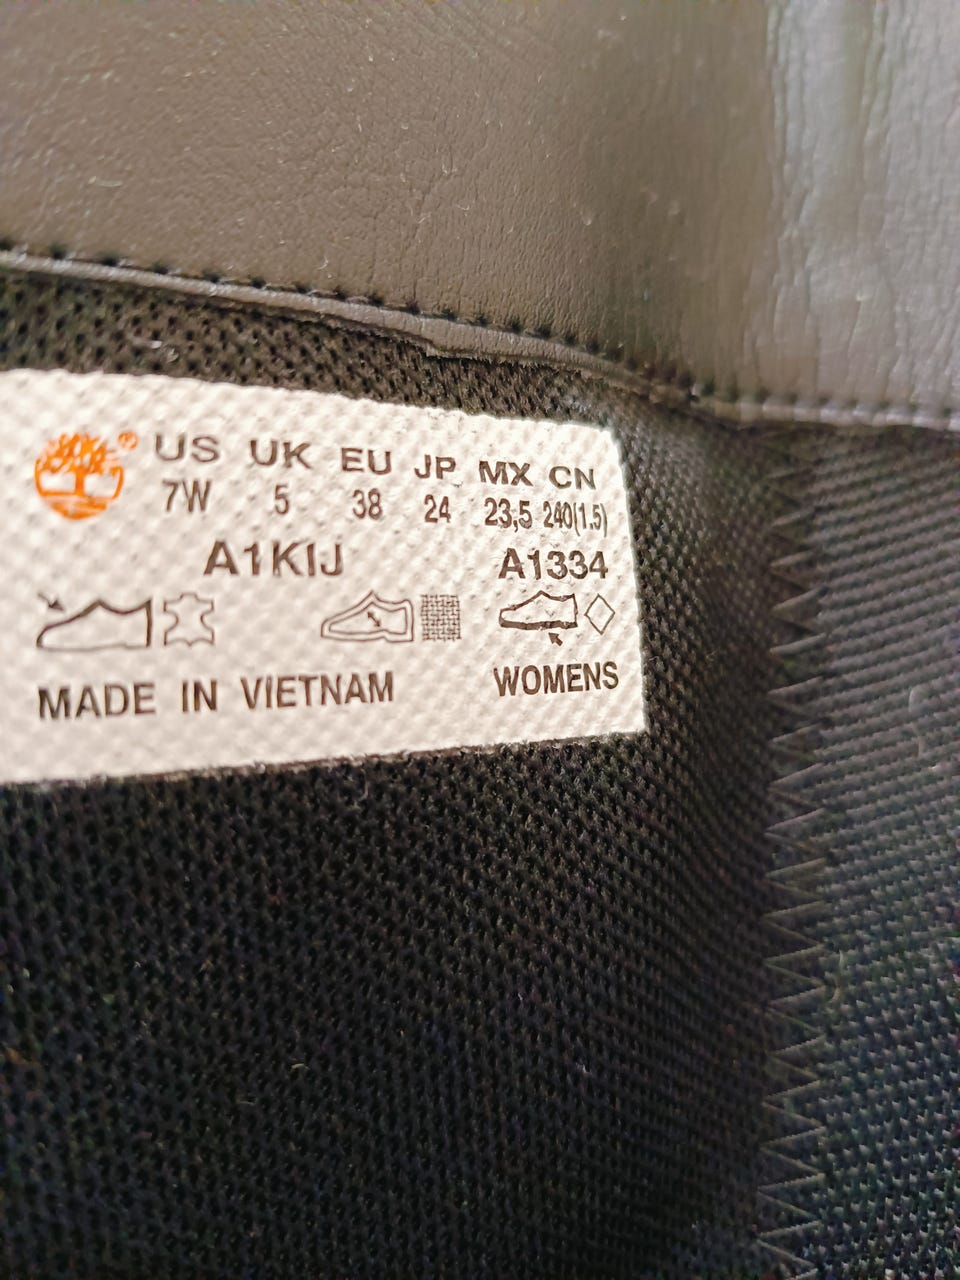 US UK EU JP MX CN
7W 5 38 24 23,5 240(1.5)
A1KIJ A1334
MADE IN VIETNAM WOMENS